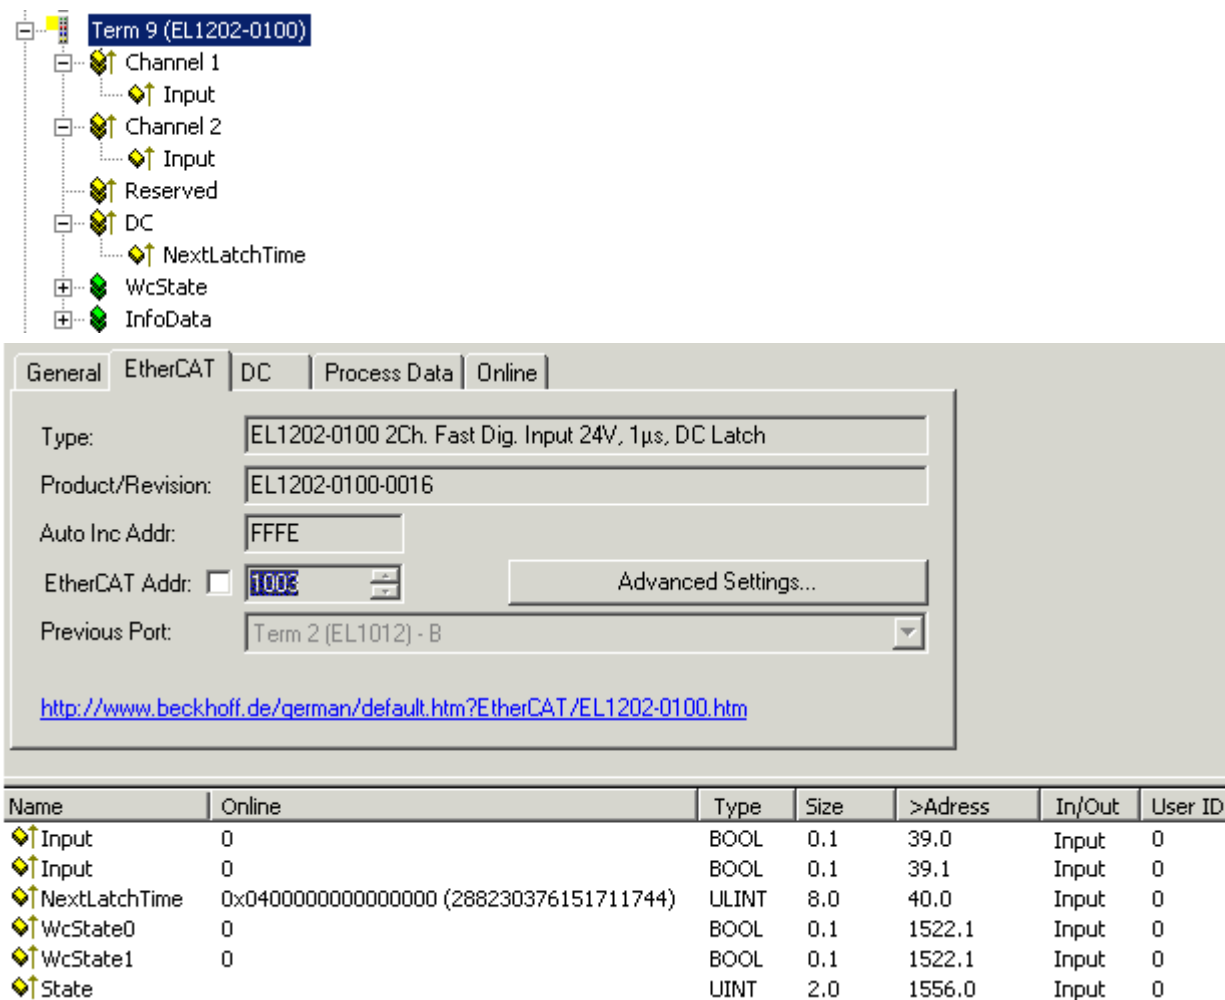 Term 9 (EL1202-0100)
Channel 1
Input
Channel 2
Input
Reserved
DC
NextLatchTime
WcState
InfoData
General EtherCAT DC Process Data Online
Type: EL1202-0100 2Ch. Fast Dig. Input 24V, 1µs, DC Latch
Product/Revision: EL1202-0100-0016
Auto Inc Addr: FFFE
EtherCAT Addr: 1003 Advanced Settings...
Previous Port: Term 2 (EL1012) - B
http://www.beckhoff.de/german/default.htm?EtherCAT/EL1202-0100.htm
Name Online Type Size >Adress In/Out User ID
Input 0 BOOL 0.1 39.0 Input 0
Input 0 BOOL 0.1 39.1 Input 0
NextLatchTime 0x0400000000000000 (288230376151711744) ULINT 8.0 40.0 Input 0
WcState0 0 BOOL 0.1 1522.1 Input 0
WcState1 0 BOOL 0.1 1522.1 Input 0
State UINT 2.0 1556.0 Input 0